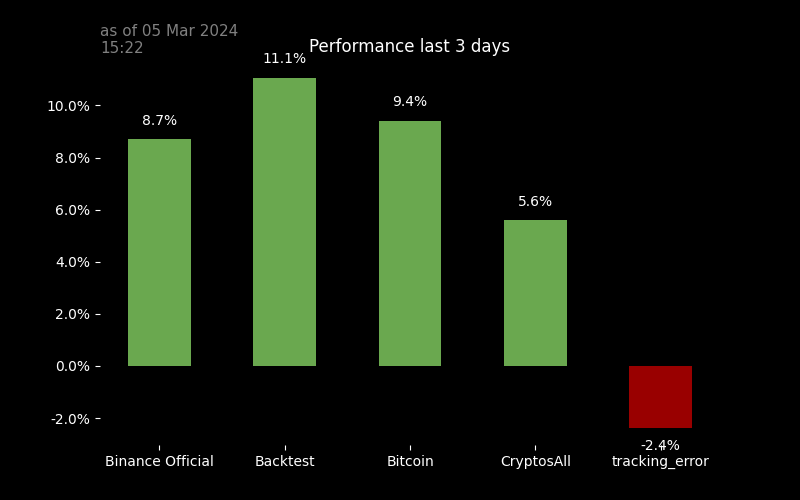 as of 05 Mar 2024
15:22
Performance last 3 days
11.1%
9.4%
8.7%
5.6%
-2.4%
10.0%
8.0%
6.0%
4.0%
2.0%
0.0%
-2.0%
Binance Official
Backtest
Bitcoin
CryptosAll
tracking_error